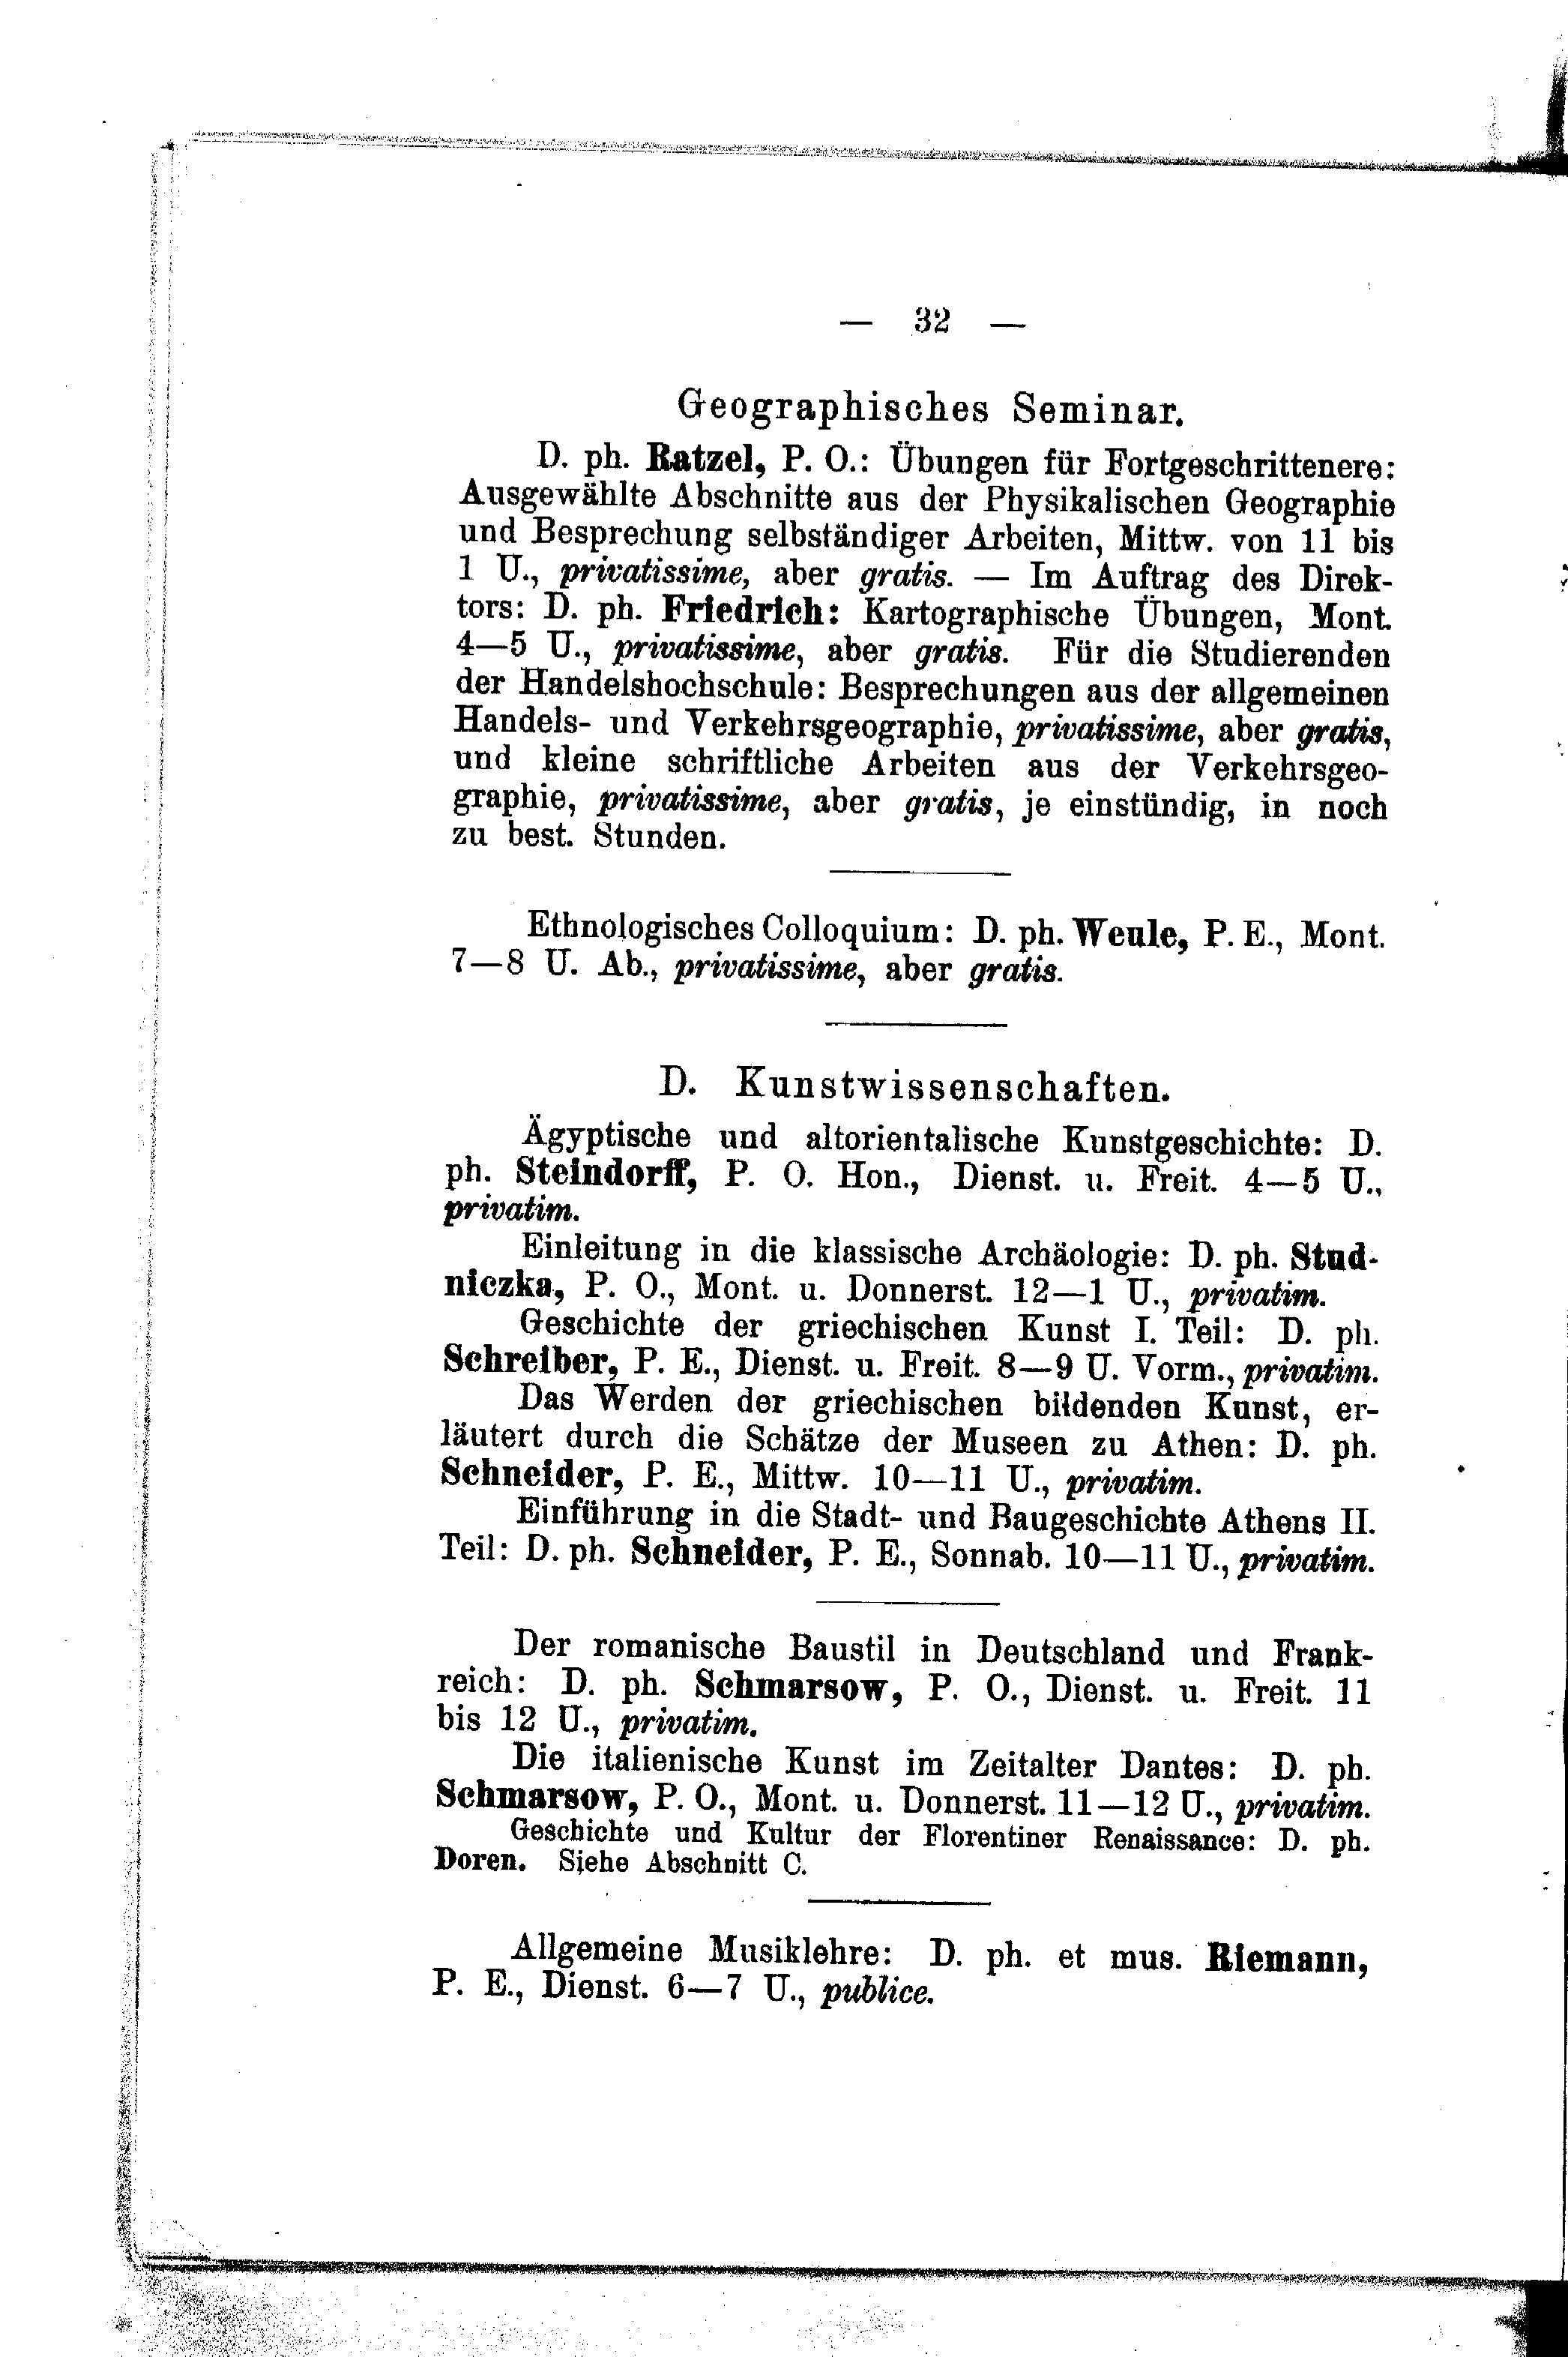 — 32 —
Geographisches Seminar.
D. ph. Ratzel, P. O.: Übungen für Fortgeschrittenere:
Ausgewählte Abschnitte aus der Physikalischen Geographie
und Besprechung selbständiger Arbeiten, Mittw. von 11 bis
1 U., privatissime, aber gratis. — Im Auftrag des Direk-
tors: D. ph. Friedrich: Kartographische Übungen, Mont.
4—5 U., privatissime, aber gratis. Für die Studierenden
der Handelshochschule: Besprechungen aus der allgemeinen
Handels- und Verkehrsgeographie, privatissime, aber gratis,
und kleine schriftliche Arbeiten aus der Verkehrsgeo-
graphie, privatissime, aber gratis, je einstündig, in noch
zu best. Stunden.
Ethnologisches Colloquium: D. ph. Weule, P. E., Mont.
7—8 U. Ab., privatissime, aber gratis.
D. Kunstwissenschaften.
Ägyptische und altorientalische Kunstgeschichte: D.
ph. Steindorff, P. O. Hon., Dienst. u. Freit. 4—5 U.,
privatim.
Einleitung in die klassische Archäologie: D. ph. Stud-
niczka, P. O., Mont. u. Donnerst. 12—1 U., privatim.
Geschichte der griechischen Kunst I. Teil: D. ph.
Schreiber, P. E., Dienst. u. Freit. 8—9 U. Vorm., privatim.
Das Werden der griechischen bildenden Kunst, er-
läutert durch die Schätze der Museen zu Athen: D. ph.
Schneider, P. E., Mittw. 10—11 U., privatim.
Einführung in die Stadt- und Baugeschichte Athens II.
Teil: D. ph. Schneider, P. E., Sonnab. 10—11 U., privatim.
Der romanische Baustil in Deutschland und Frank-
reich: D. ph. Schmarsow, P. O., Dienst. u. Freit. 11
bis 12 U., privatim.
Die italienische Kunst im Zeitalter Dantes: D. ph.
Schmarsow, P. O., Mont. u. Donnerst. 11—12 U., privatim.
Geschichte und Kultur der Florentiner Renaissance: D. ph.
Doren. Siehe Abschnitt C.
Allgemeine Musiklehre: D. ph. et mus. Riemann,
P. E., Dienst. 6—7 U., publice.